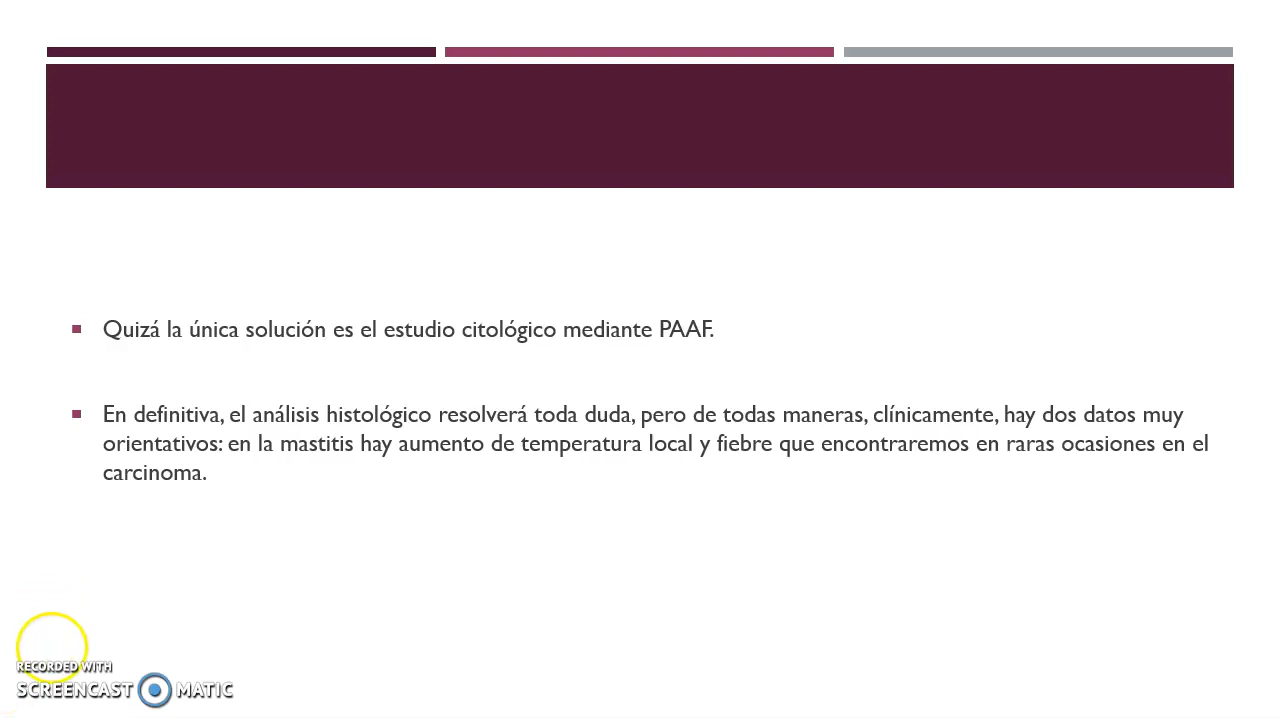 Quizá la única solución es el estudio citológico mediante PAAF.
En definitiva, el análisis histológico resolverá toda duda, pero de todas maneras, clínicamente, hay dos datos muy
orientativos: en la mastitis hay aumento de temperatura local y fiebre que encontraremos en raras ocasiones en el
carcinoma.
RECORDED WITH
SCREENCAST MATIC